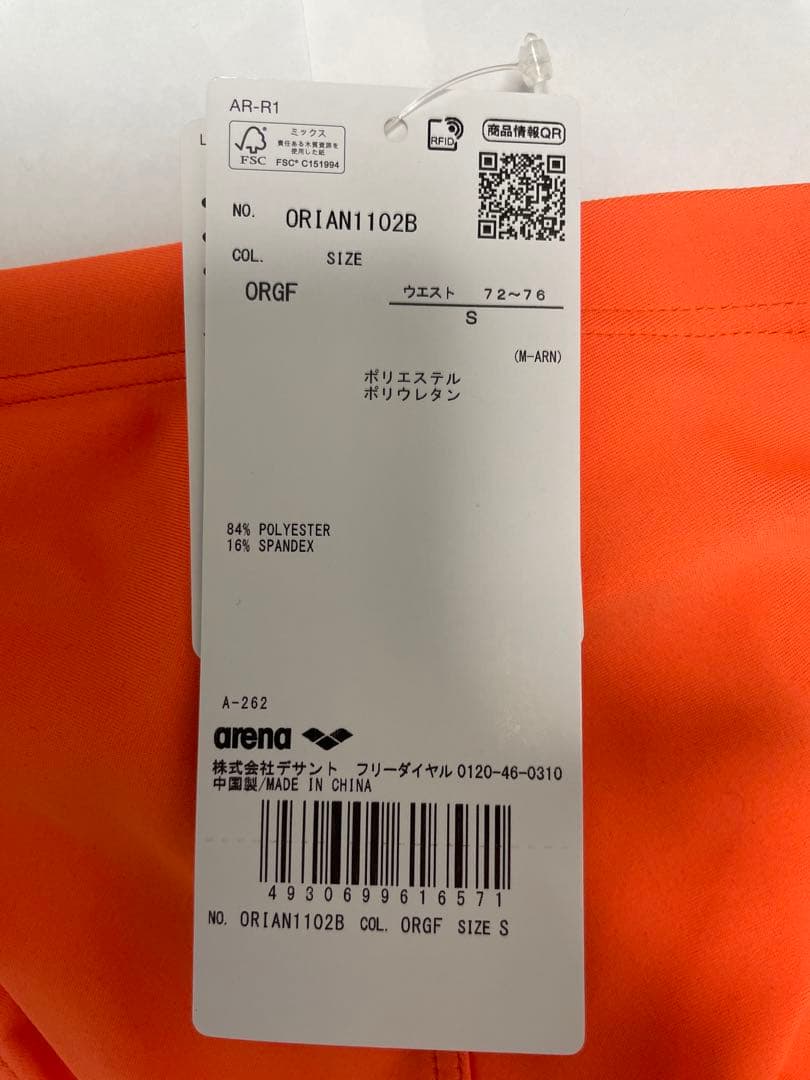 AR-R1
FSC
ミックス
責任ある木質資源を
使用した紙
FSC® C151994
RFID
商品情報QR
L
NO. ORIAN1102B
COL. SIZE
ORGF
ウエスト 72~76
S
(M-ARN)
ポリエステル
ポリウレタン
84% POLYESTER
16% SPANDEX
A-262
arena
株式会社デサント フリーダイヤル 0120-46-0310
中国製/MADE IN CHINA
4930699616571
NO. ORIAN1102B COL. ORGF SIZE S